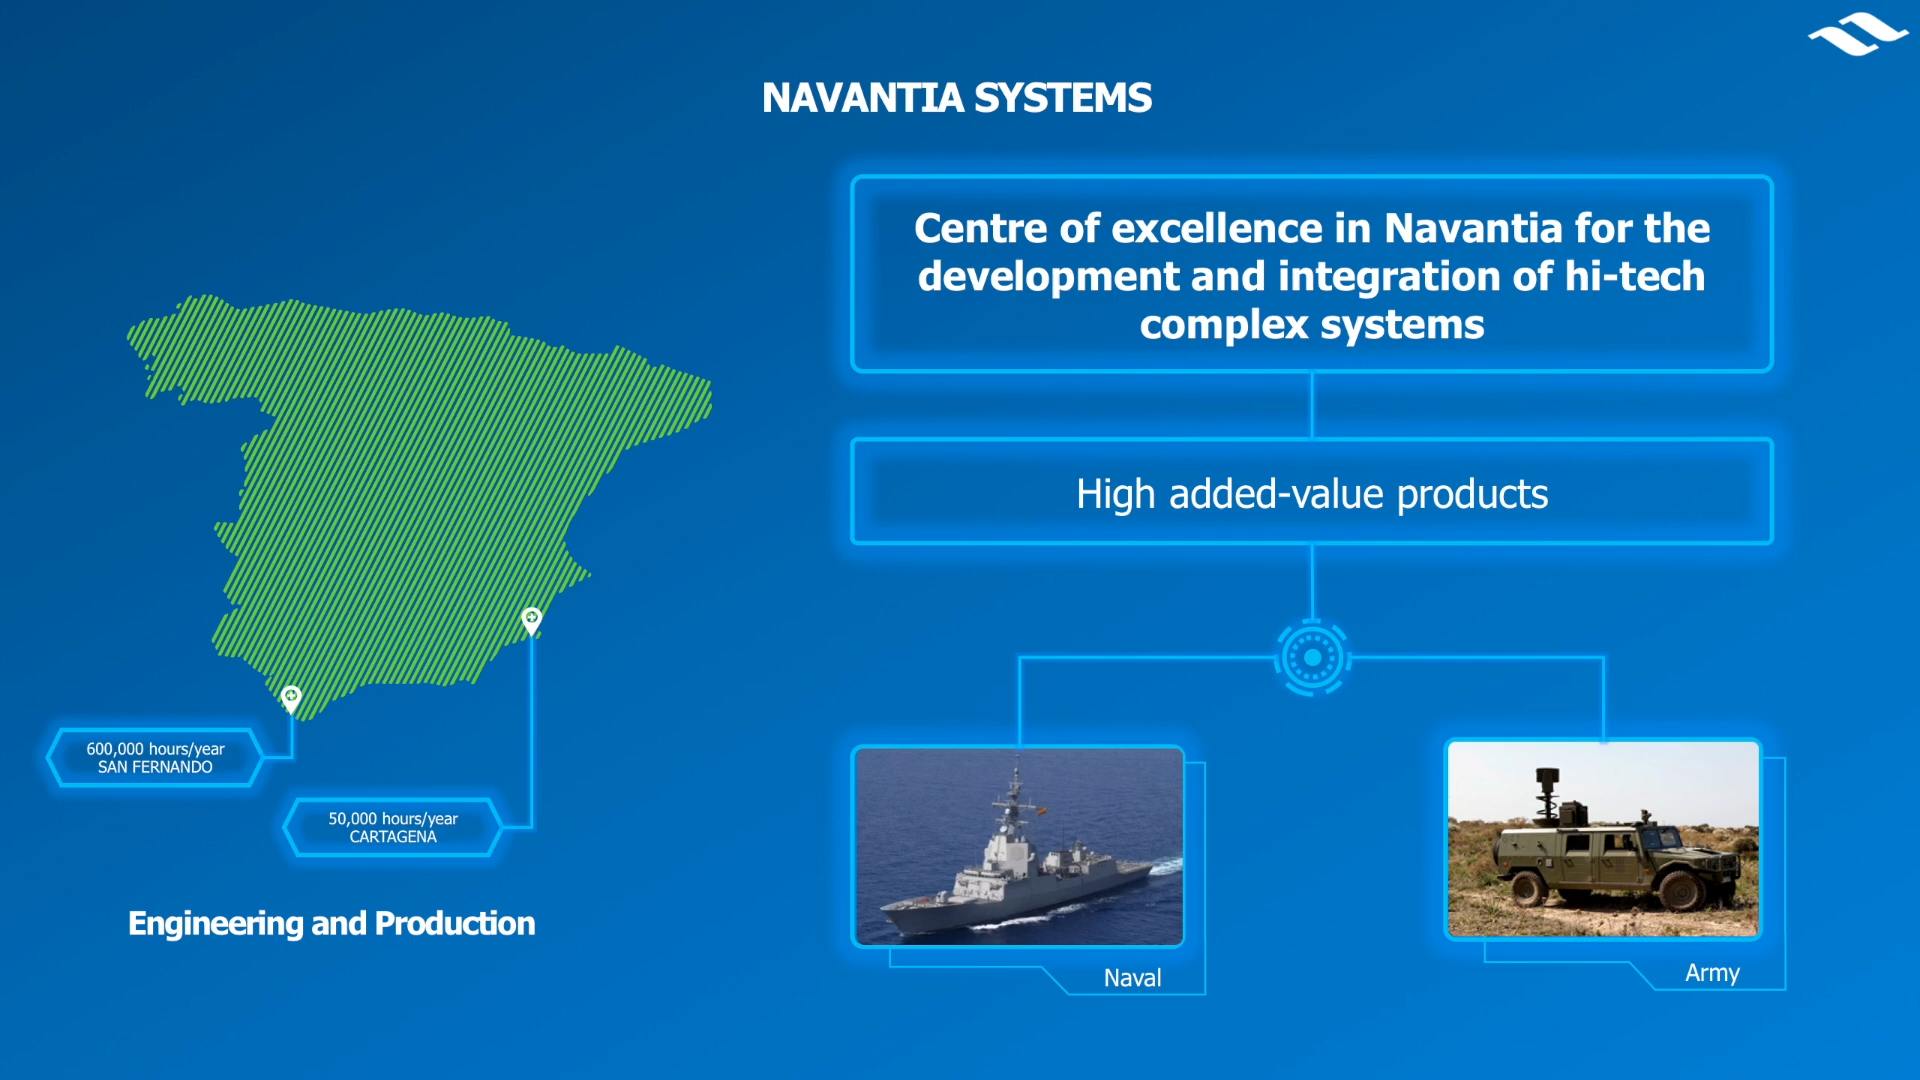 NAVANTIA SYSTEMS
Centre of excellence in Navantia for the
development and integration of hi-tech
complex systems
High added-value products
600,000 hours/year
SAN FERNANDO
50,000 hours/year
CARTAGENA
Engineering and Production
Naval
Army